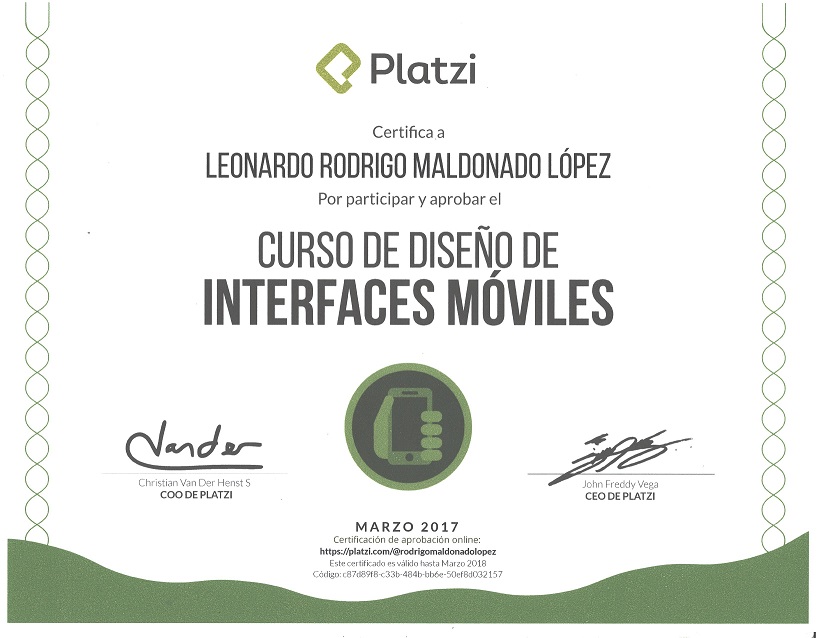 Platzi
Certifica a
LEONARDO RODRIGO MALDONADO LÓPEZ
Por participar y aprobar el
CURSO DE DISEÑO DE
INTERFACES MÓVILES
Vander
Christian Van Der Henst S
COO DE PLATZI
John Freddy Vega
CEO DE PLATZI
MARZO 2017
Certificación de aprobación online:
https://platzi.com/@rodrigomaldonadolopez
Este certificado es válido hasta Marzo 2018
Código: c87d89f8-c33b-484b-bb6e-50ef8d032157